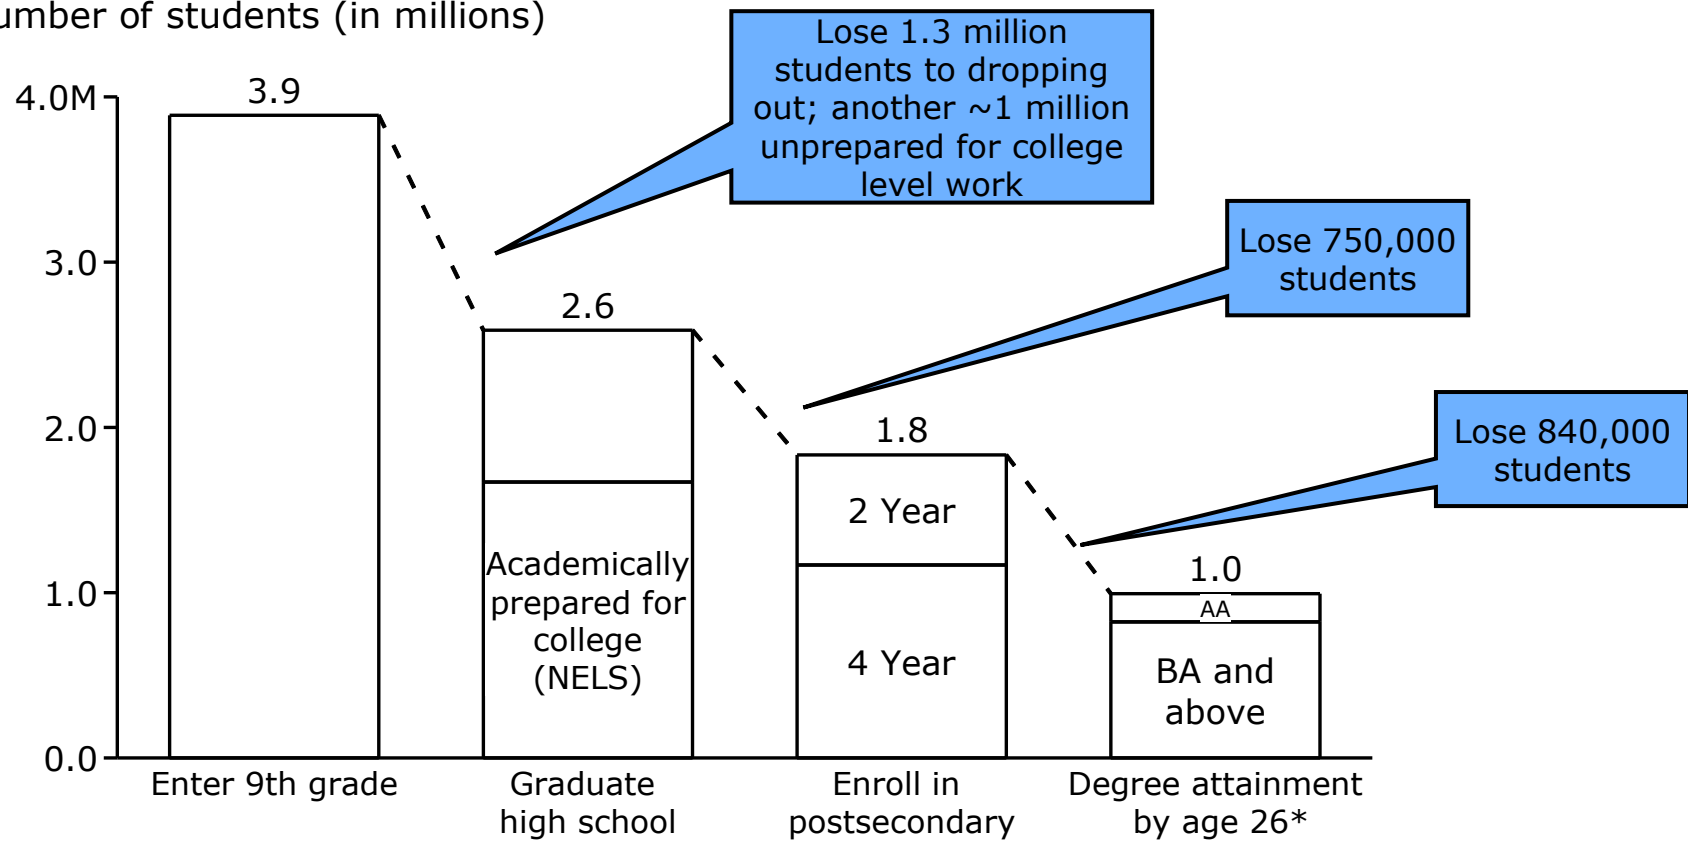 umber of students (in millions)
Lose 1.3 million
students to dropping
out; another ~1 million
unprepared for college
level work
Lose 750,000
students
Lose 840,000
students
4.0M
3.0
2.0
1.0
0.0
3.9
2.6
1.8
1.0
Academically
prepared for
college
(NELS)
2 Year
4 Year
AA
BA and
above
Enter 9th grade
Graduate
high school
Enroll in
postsecondary
Degree attainment
by age 26*